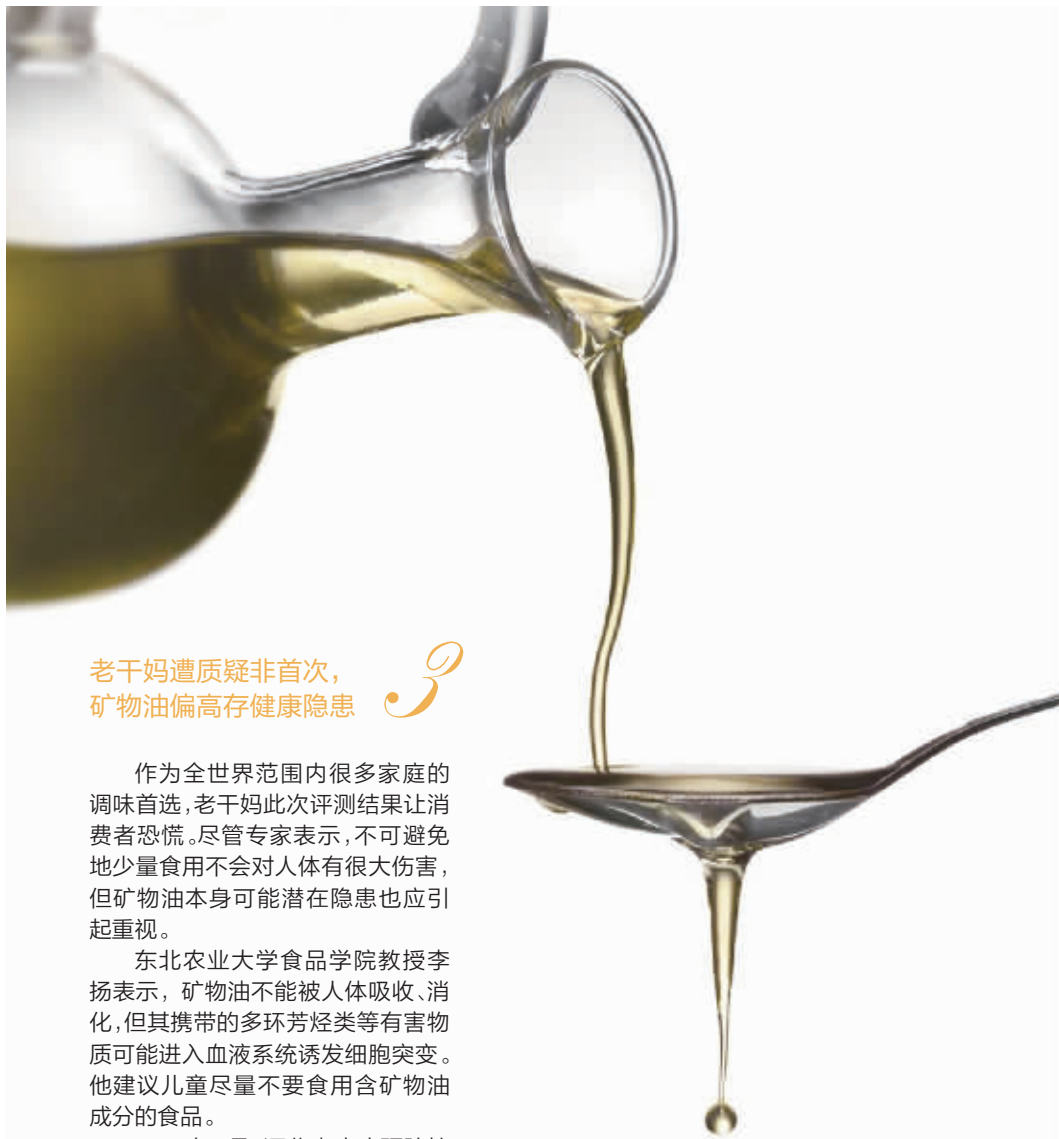 老干妈遭质疑非首次，
矿物油偏高存健康隐患
3
作为全世界范围内很多家庭的
调味首选，老干妈此次评测结果让消
费者恐慌。尽管专家表示，不可避免
地少量食用不会对人体有很大伤害，
但矿物油本身可能潜在隐患也应引
起重视。
东北农业大学食品学院教授李
扬表示，矿物油不能被人体吸收、消
化，但其携带的多环芳烃类等有害物
质可能进入血液系统诱发细胞突变。
他建议儿童尽量不要食用含矿物油
成分的食品。